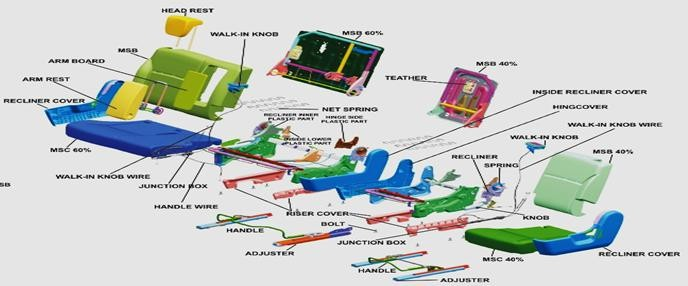 HEAD REST
WALK-IN KNOB
MSB 60%
MSB
ARM BOARD
MSB 40%
TEATHER
ARM REST
INSIDE RECLINER COVER
RECLINER COVER
NET SPRING
HINGCOVER
RECLINER INNER
PLASTIC PART
HINGE SIDE
PLASTIC PART
WALK-IN KNOB WIRE
WALK-IN KNOB
INSIDE LOWER
PLASTIC PART
MSC 60%
RECLINER
MSB 40%
SPRING
WALK-IN KNOB WIRE
JUNCTION BOX
SB
HANDLE WIRE
RISER COVER
KNOB
BOLT
HANDLE
JUNCTION BOX
ADJUSTER
MSC 40%
RECLINER COVER
HANDLE
ADJUSTER